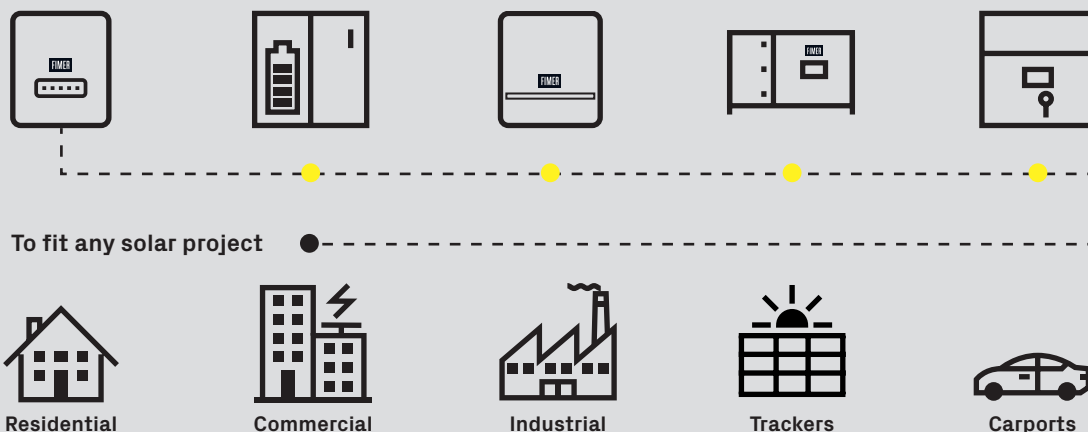 FIMER
FIMER
FIMER
To fit any solar project
Residential
Commercial
Industrial
Trackers
Carports